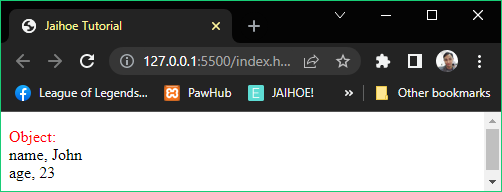 Jaihoe Tutorial
127.0.0.1:5500/index.h...
League of Legends... PawHub JAIHOE! » Other bookmarks
Object:
name, John
age, 23